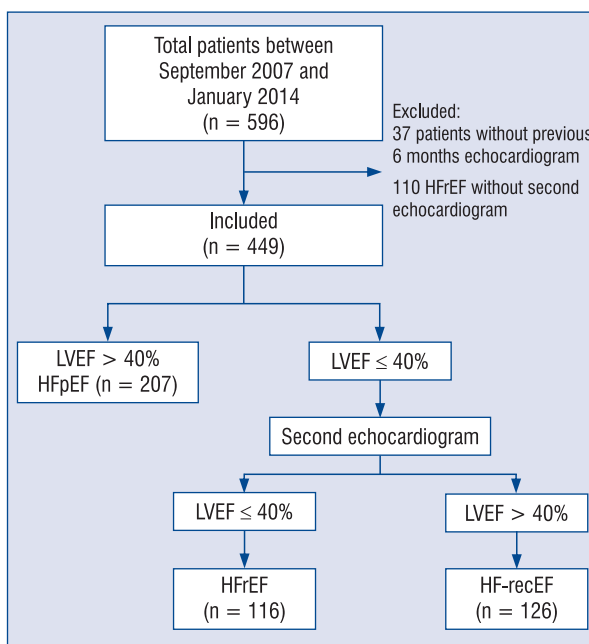 Total patients between
September 2007 and
January 2014
(n = 596)
Excluded:
37 patients without previous
6 months echocardiogram
110 HFrEF without second
echocardiogram
Included
(n = 449)
LVEF > 40%
HFpEF (n = 207)
LVEF ≤ 40%
Second echocardiogram
LVEF ≤ 40%
LVEF > 40%
HFrEF
(n = 116)
HF-recEF
(n = 126)